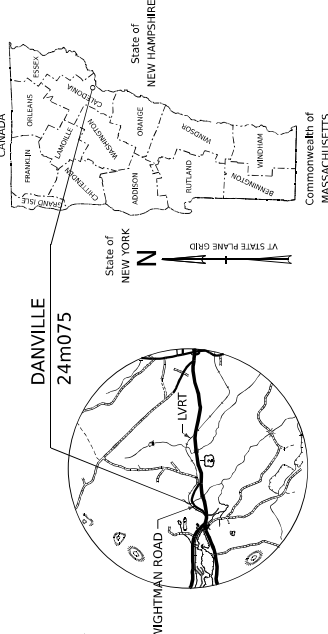 CANADA
State of
NEW HAMPSHIRE
ESSEX
ORLEANS
CALEDONIA
FRANKLIN
LAMOILLE
WASHINGTON
ORANGE
GRAND ISLE
CHITTENDEN
ADDISON
WINDSOR
RUTLAND
WINDHAM
BENNINGTON
Commonwealth of
MASSACHUSETTS
State of
NEW YORK
N
VT STATE PLANE GRID
DANVILLE
24m075
LVRT
WIGHTMAN ROAD